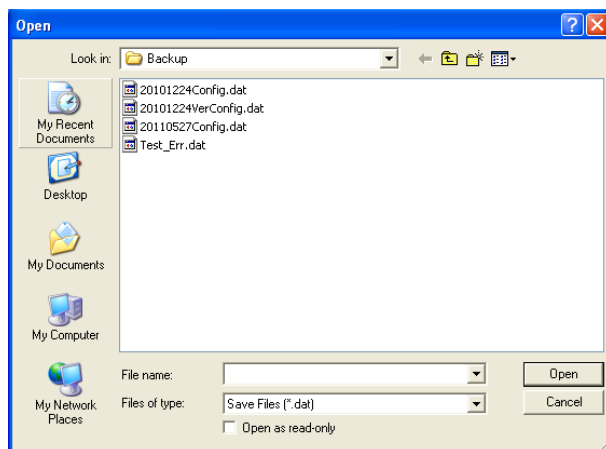 Open
Look in:
Backup
My Recent
Documents
Desktop
My Documents
My Computer
My Network
Places
20101224Config.dat
20101224VerConfig.dat
20110527Config.dat
Test_Err.dat
File name:
Open
Files of type:
Save Files (*.dat)
Cancel
Open as read-only